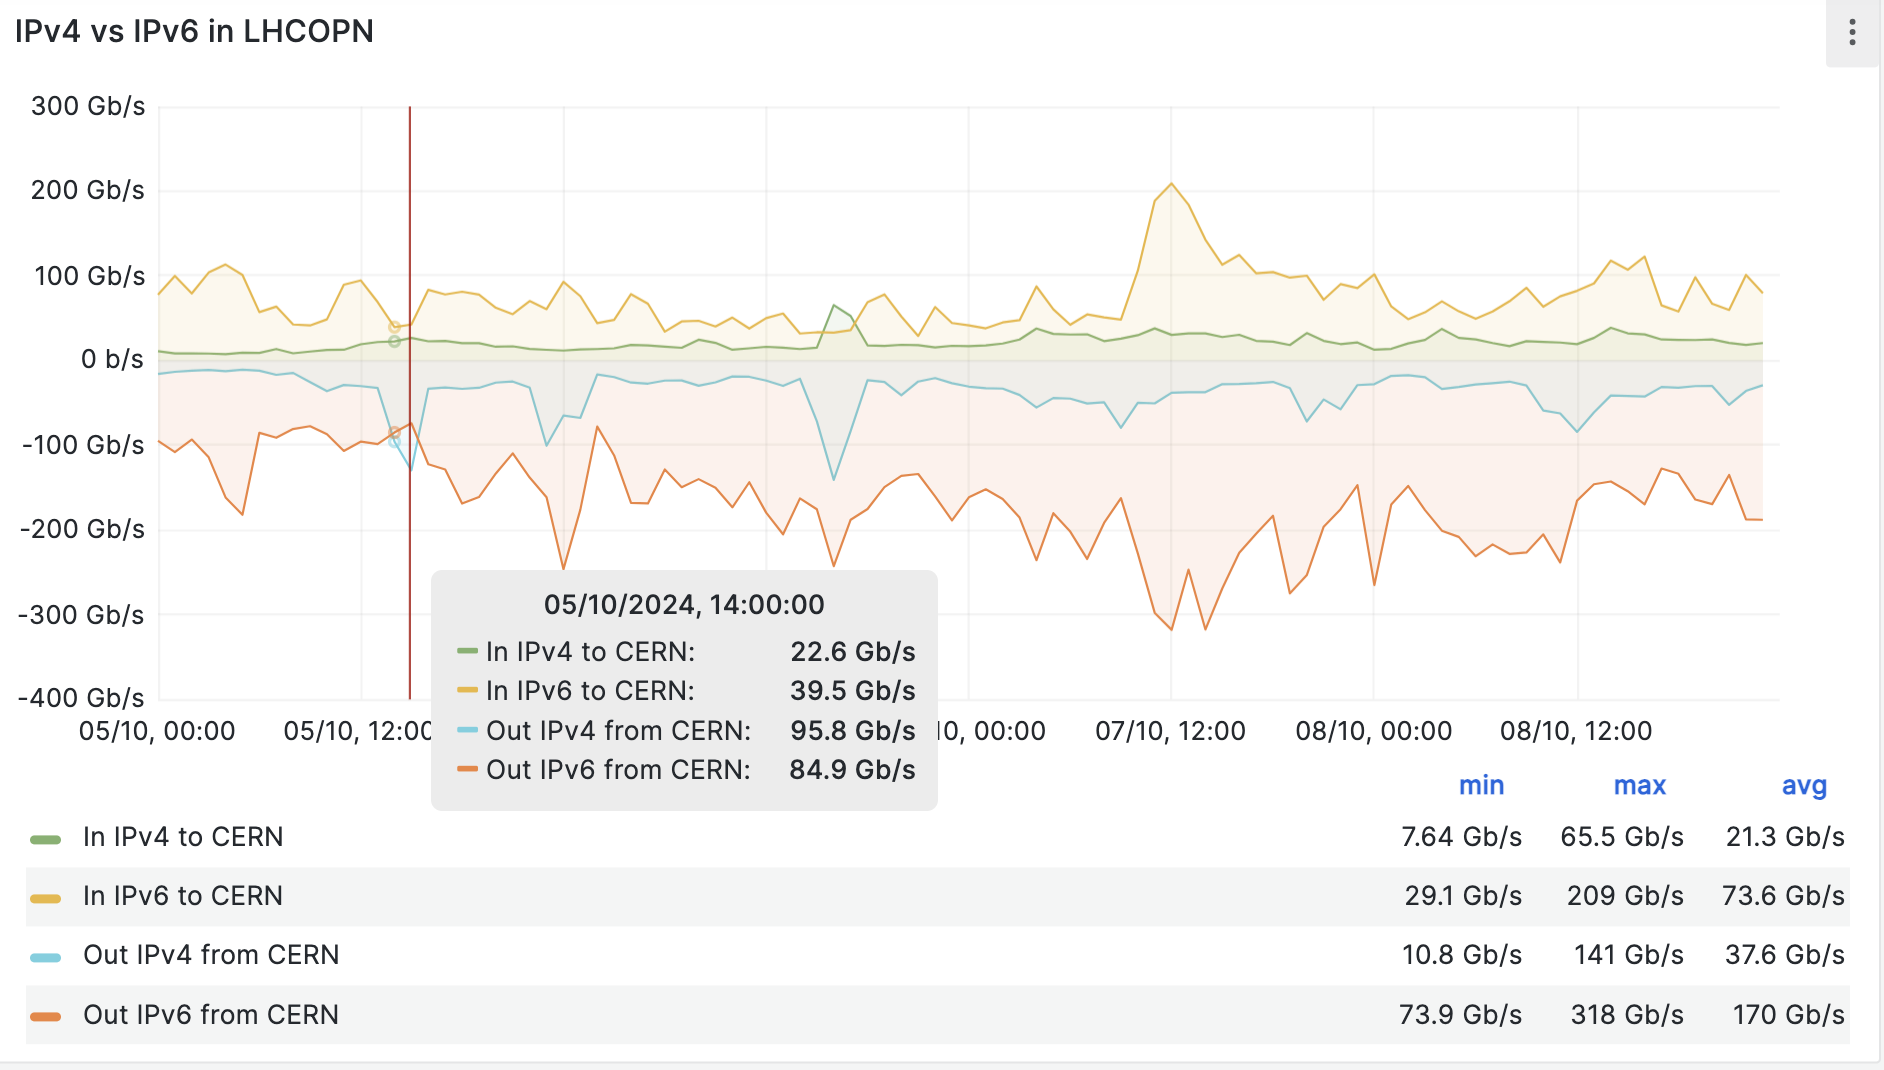 IPv4 vs IPv6 in LHCOPN
300 Gb/s
200 Gb/s
100 Gb/s
0 b/s
-100 Gb/s
-200 Gb/s
-300 Gb/s
-400 Gb/s
05/10/2024, 14:00:00
In IPv4 to CERN: 22.6 Gb/s
In IPv6 to CERN: 39.5 Gb/s
Out IPv4 from CERN: 95.8 Gb/s
Out IPv6 from CERN: 84.9 Gb/s
05/10, 00:00 05/10, 12:00 00:00 07/10, 12:00 08/10, 00:00 08/10, 12:00
min max avg
In IPv4 to CERN 7.64 Gb/s 65.5 Gb/s 21.3 Gb/s
In IPv6 to CERN 29.1 Gb/s 209 Gb/s 73.6 Gb/s
Out IPv4 from CERN 10.8 Gb/s 141 Gb/s 37.6 Gb/s
Out IPv6 from CERN 73.9 Gb/s 318 Gb/s 170 Gb/s